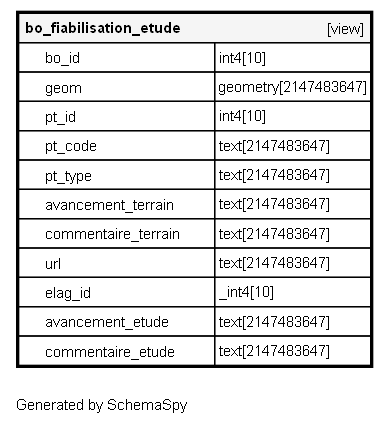 bo_fiabilisation_etude [view]
bo_id int4[10]
geom geometry[2147483647]
pt_id int4[10]
pt_code text[2147483647]
pt_type text[2147483647]
avancement_terrain text[2147483647]
commentaire_terrain text[2147483647]
url text[2147483647]
elag_id _int4[10]
avancement_etude text[2147483647]
commentaire_etude text[2147483647]
Generated by SchemaSpy